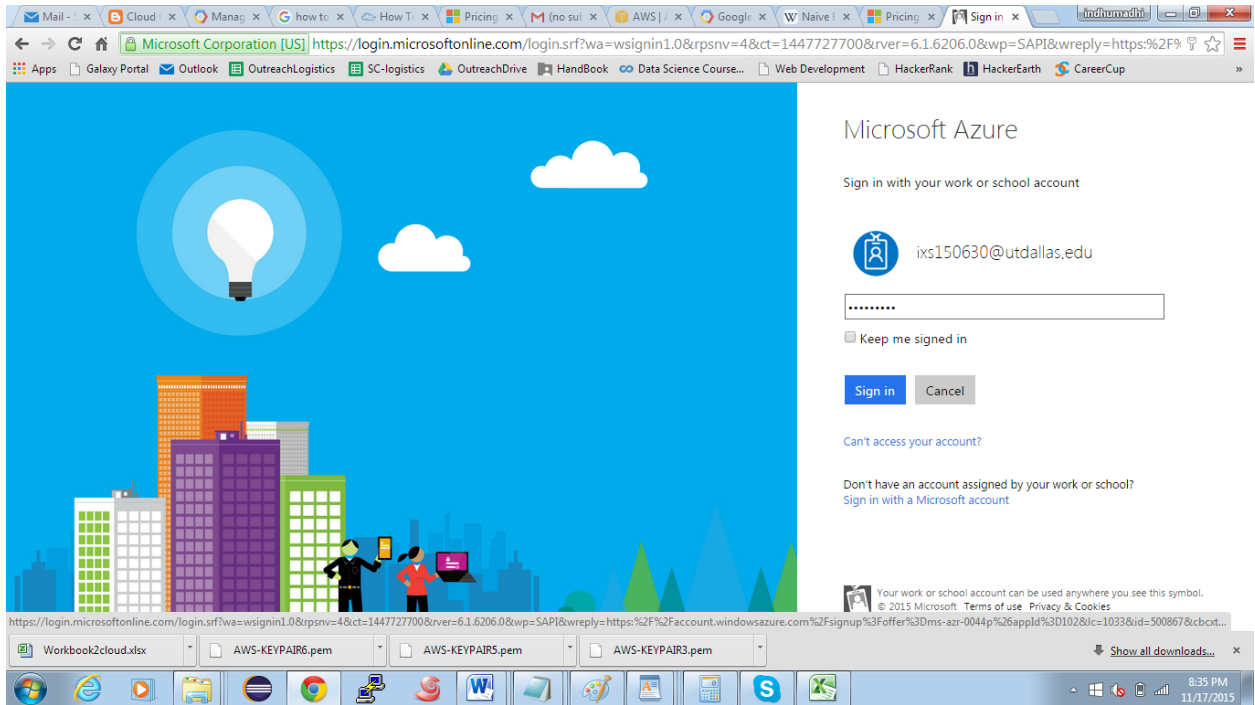 Mail - S
Cloud C
Manag
how to
How To
Pricing
(no sub
AWS | A
Google
W Naive B
Pricing
Sign in
indhumadhi
Microsoft Corporation [US] https://login.microsoftonline.com/login.srf?wa=wsignin1.0&rpsnv=4&ct=1447727700&rver=6.1.6206.0&wp=SAPI&wreply=https:%2F%
Apps Galaxy Portal Outlook OutreachLogistics SC-logistics OutreachDrive HandBook Data Science Course... Web Development HackerRank HackerEarth CareerCup »
Microsoft Azure
Sign in with your work or school account
ixs150630@utdallas.edu
•••••••••
Keep me signed in
Sign in Cancel
Can't access your account?
Don't have an account assigned by your work or school?
Sign in with a Microsoft account
Your work or school account can be used anywhere you see this symbol.
© 2015 Microsoft Terms of use Privacy & Cookies
https://login.microsoftonline.com/login.srf?wa=wsignin1.0&rpsnv=4&ct=1447727700&rver=6.1.6206.0&wp=SAPI&wreply=https:%2F%2Faccount.windowsazure.com%2Fsignup%3Foffer%3Dms-azr-0044p%26appId%3D102&lc=1033&id=500867&cbcxt...
Workbook2cloud.xlsx AWS-KEYPAIR6.pem AWS-KEYPAIR5.pem AWS-KEYPAIR3.pem Show all downloads...
8:35 PM
11/17/2015